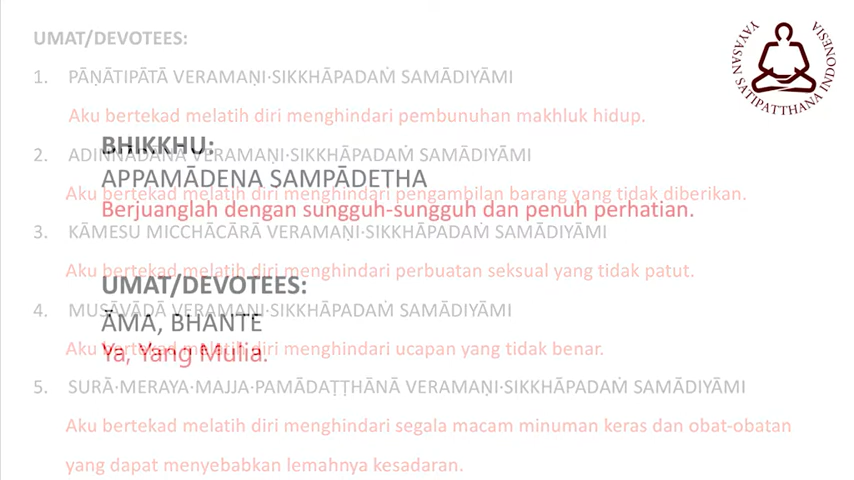 UMAT/DEVOTEES:
1. PĀṆĀTIPĀTĀ VERAMAṆI·SIKKHĀPADAṀ SAMĀDIYĀMI
Aku bertekad melatih diri menghindari pembunuhan makhluk hidup.
BHIKKHU:
2. ADINNĀDĀNĀ VERAMAṆI·SIKKHĀPADAṀ SAMĀDIYĀMI
APPAMĀDENA SAMPĀDETHA
Aku bertekad melatih diri menghindari pengambilan barang yang tidak diberikan.
Berjuanglah dengan sungguh-sungguh dan penuh perhatian.
3. KĀMESU MICCHĀCĀRĀ VERAMAṆI·SIKKHĀPADAṀ SAMĀDIYĀMI
Aku bertekad melatih diri menghindari perbuatan seksual yang tidak patut.
UMAT/DEVOTEES:
4. MUSĀVĀDĀ VERAMAṆI·SIKKHĀPADAṀ SAMĀDIYĀMI
ĀMA, BHANTE
Aku bertekad melatih diri menghindari ucapan yang tidak benar.
Ya, Yang Mulia.
5. SURĀ·MERAYA·MAJJA·PAMĀDAṬṬHĀNĀ VERAMAṆI·SIKKHĀPADAṀ SAMĀDIYĀMI
Aku bertekad melatih diri menghindari segala macam minuman keras dan obat-obatan
yang dapat menyebabkan lemahnya kesadaran.
YAYASAN SATIPATTHANA INDONESIA